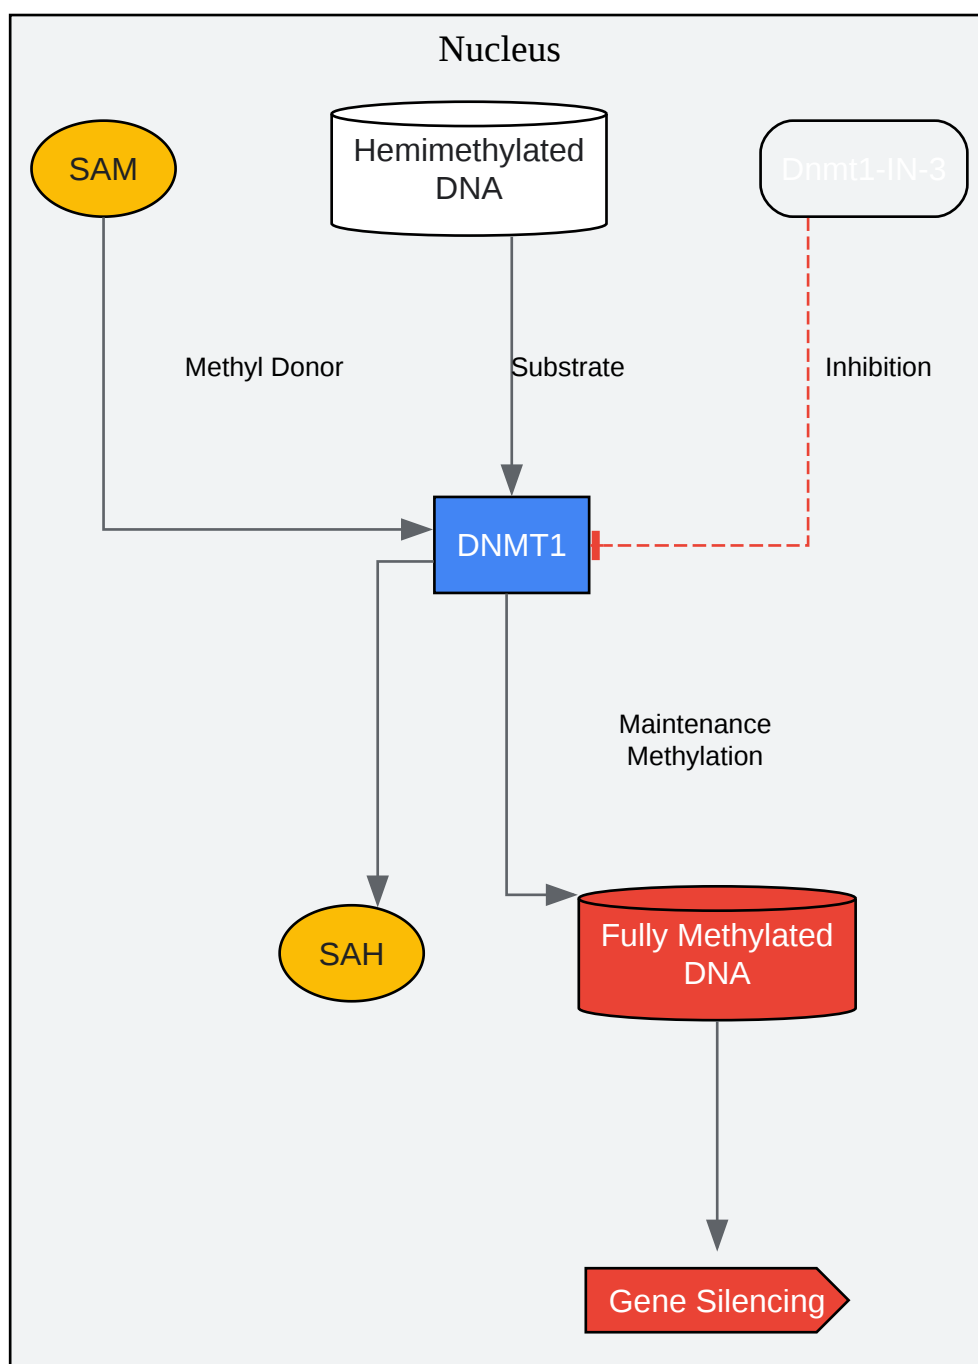 Nucleus
SAM
Hemimethylated
DNA
Dnmt1-IN-3
Methyl Donor
Substrate
Inhibition
DNMT1
Maintenance
Methylation
SAH
Fully Methylated
DNA
Gene Silencing